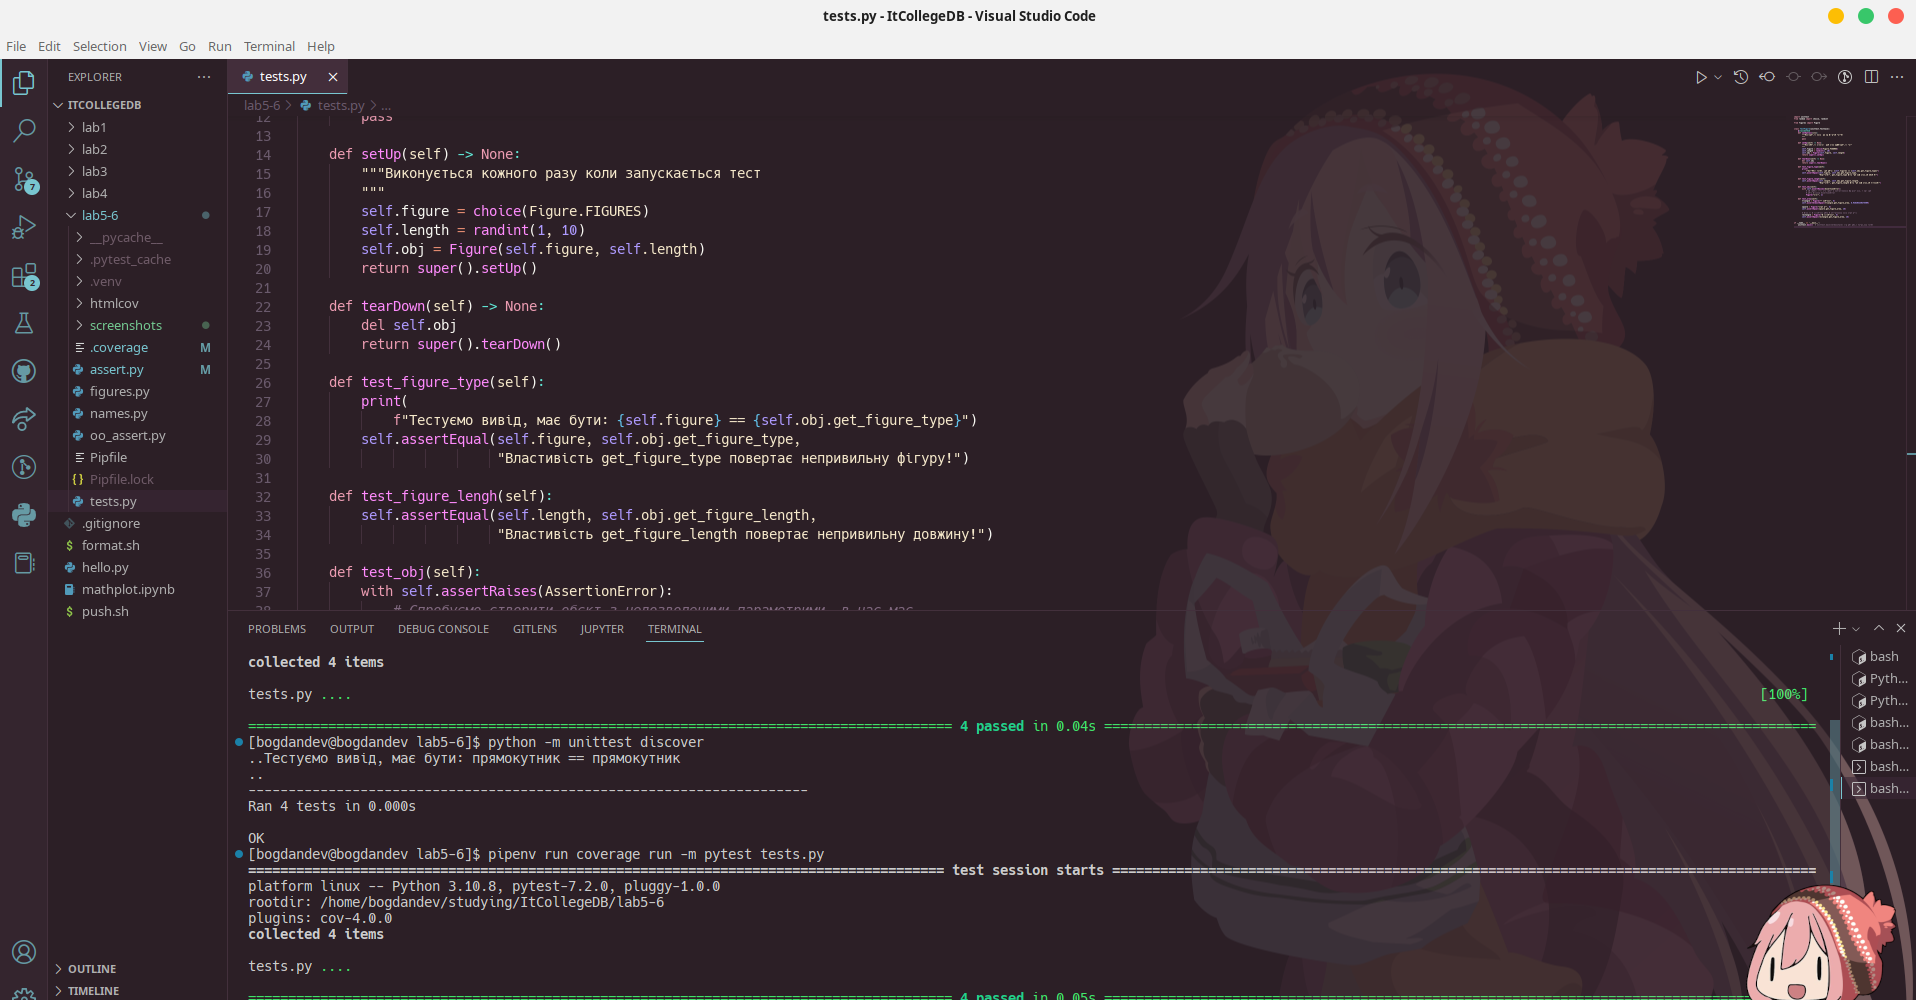 tests.py - ItCollegeDB - Visual Studio Code
File Edit Selection View Go Run Terminal Help
EXPLORER
ITCOLLEGEDB
lab1
lab2
lab3
lab4
lab5-6
__pycache__
.pytest_cache
.venv
htmlcov
screenshots
.coverage M
assert.py M
figures.py
names.py
oo_assert.py
Pipfile
Pipfile.lock
tests.py
.gitignore
format.sh
hello.py
mathplot.ipynb
push.sh
OUTLINE
TIMELINE
7
2
tests.py
lab5-6 > tests.py > ...
12 pass
13
14 def setUp(self) -> None:
15 """Виконується кожного разу коли запускається тест
16 """
17 self.figure = choice(Figure.FIGURES)
18 self.length = randint(1, 10)
19 self.obj = Figure(self.figure, self.length)
20 return super().setUp()
21
22 def tearDown(self) -> None:
23 del self.obj
24 return super().tearDown()
25
26 def test_figure_type(self):
27 print(
28 f"Тестуємо вивід, має бути: {self.figure} == {self.obj.get_figure_type}")
29 self.assertEqual(self.figure, self.obj.get_figure_type,
30 "Властивість get_figure_type повертає непривильну фігуру!")
31
32 def test_figure_lengh(self):
33 self.assertEqual(self.length, self.obj.get_figure_length,
34 "Властивість get_figure_length повертає непривильну довжину!")
35
36 def test_obj(self):
37 with self.assertRaises(AssertionError):
PROBLEMS OUTPUT DEBUG CONSOLE GITLENS JUPYTER TERMINAL
collected 4 items
tests.py .... [100%]
4 passed in 0.04s
[bogdandev@bogdandev lab5-6]$ python -m unittest discover
..Тестуємо вивід, має бути: прямокутник == прямокутник
..
----------------------------------------------------------------------
Ran 4 tests in 0.000s
OK
[bogdandev@bogdandev lab5-6]$ pipenv run coverage run -m pytest tests.py
test session starts
platform linux -- Python 3.10.8, pytest-7.2.0, pluggy-1.0.0
rootdir: /home/bogdandev/studying/ItCollegeDB/lab5-6
plugins: cov-4.0.0
collected 4 items
tests.py ....
4 passed in 0.05s
bash
Pyth...
Pyth...
bash...
bash...
bash...
bash...